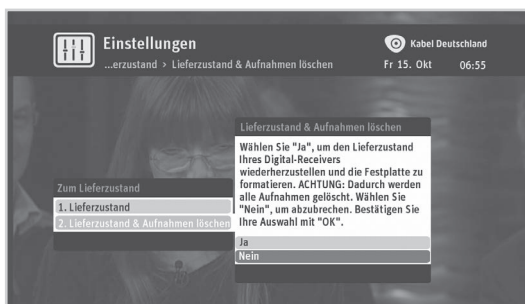 Einstellungen
...erzustand > Lieferzustand & Aufnahmen löschen
Kabel Deutschland
Fr 15. Okt 06:55
Zum Lieferzustand
1. Lieferzustand
2. Lieferzustand & Aufnahmen löschen
Lieferzustand & Aufnahmen löschen
Wählen Sie "Ja", um den Lieferzustand
Ihres Digital-Receivers
wiederherzustellen und die Festplatte zu
formatieren. ACHTUNG: Dadurch werden
alle Aufnahmen gelöscht. Wählen Sie
"Nein", um abzubrechen. Bestätigen Sie
Ihre Auswahl mit "OK".
Ja
Nein